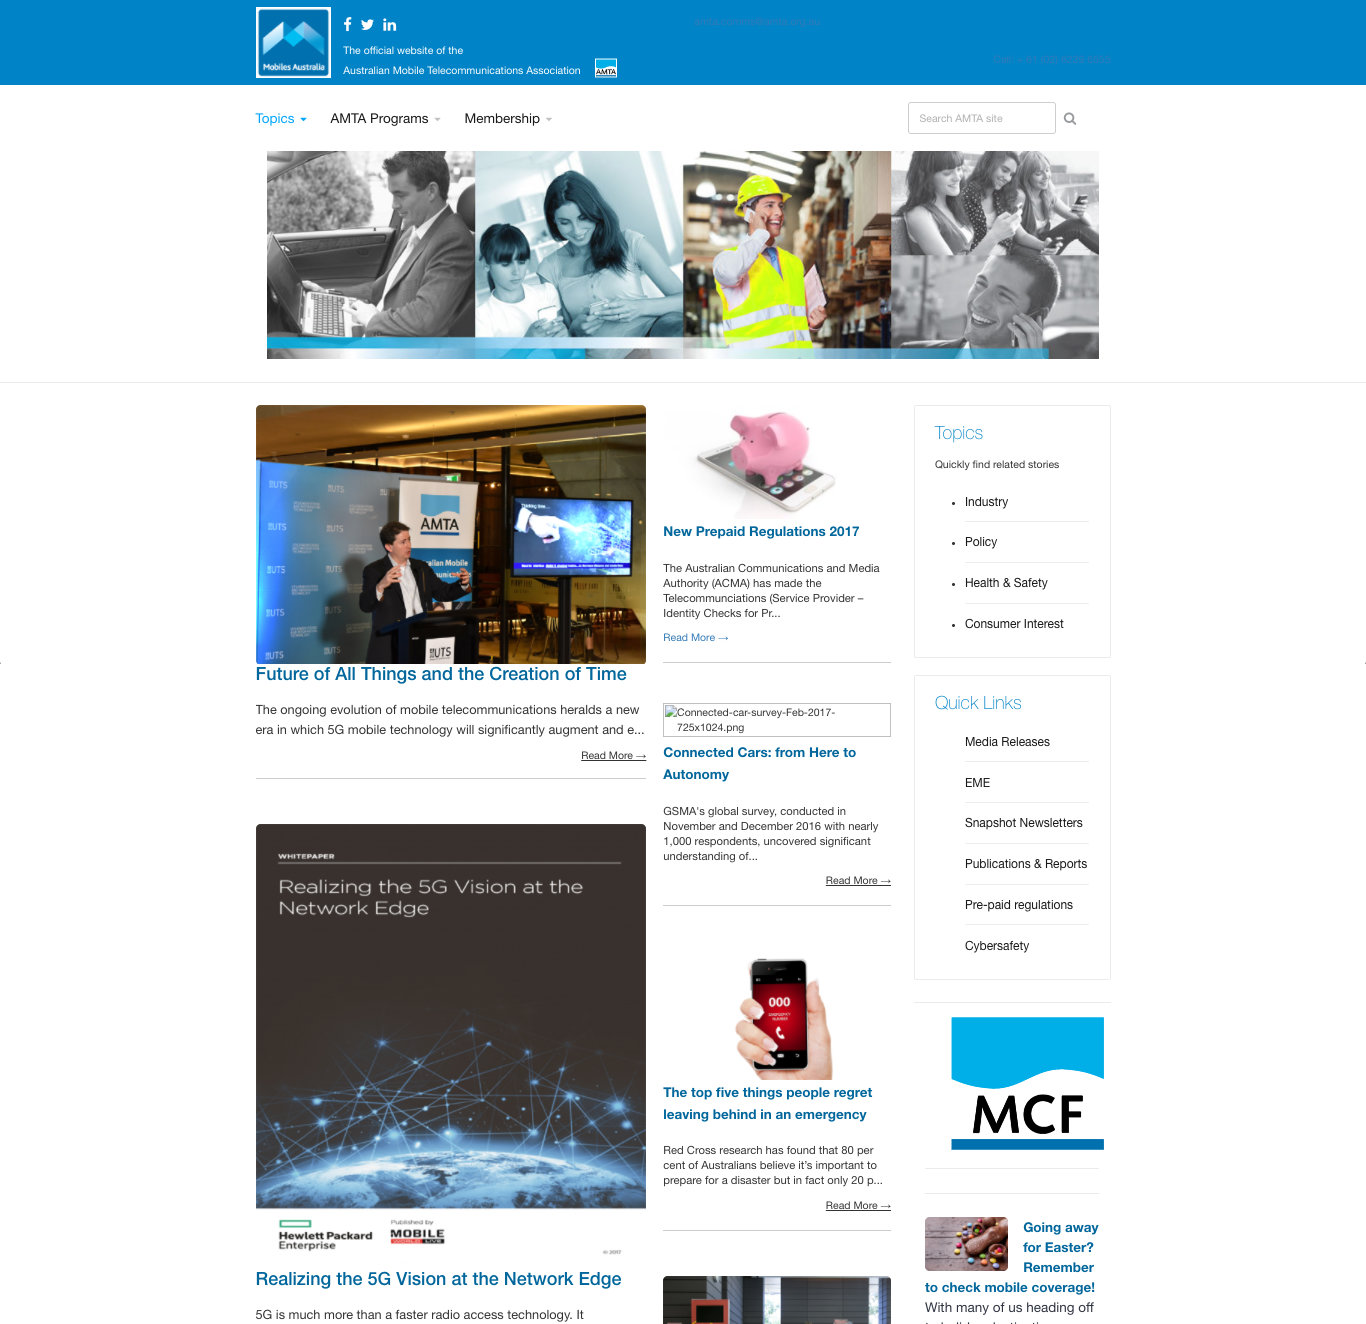 Mobiles Australia
The official website of the
Australian Mobile Telecommunications Association
AMTA
Topics
AMTA Programs
Membership
Search AMTA site
UTS
AMTA
UTS
Future of All Things and the Creation of Time
The ongoing evolution of mobile telecommunications heralds a new
era in which 5G mobile technology will significantly augment and e...
Read More →
WHITEPAPER
Realizing the 5G Vision at the
Network Edge
Hewlett Packard
Enterprise
Published by
MOBILE
WORLD LIVE
© 2017
Realizing the 5G Vision at the Network Edge
5G is much more than a faster radio access technology. It
New Prepaid Regulations 2017
The Australian Communications and Media
Authority (ACMA) has made the
Telecommunciations (Service Provider –
Identity Checks for Pr...
Read More →
Connected-car-survey-Feb-2017-
725x1024.png
Connected Cars: from Here to
Autonomy
GSMA's global survey, conducted in
November and December 2016 with nearly
1,000 respondents, uncovered significant
understanding of...
Read More →
000
EMERGENCY
NUMBER
The top five things people regret
leaving behind in an emergency
Red Cross research has found that 80 per
cent of Australians believe it's important to
prepare for a disaster but in fact only 20 p...
Read More →
Topics
Quickly find related stories
Industry
Policy
Health & Safety
Consumer Interest
Quick Links
Media Releases
EME
Snapshot Newsletters
Publications & Reports
Pre-paid regulations
Cybersafety
MCF
Going away
for Easter?
Remember
to check mobile coverage!
With many of us heading off